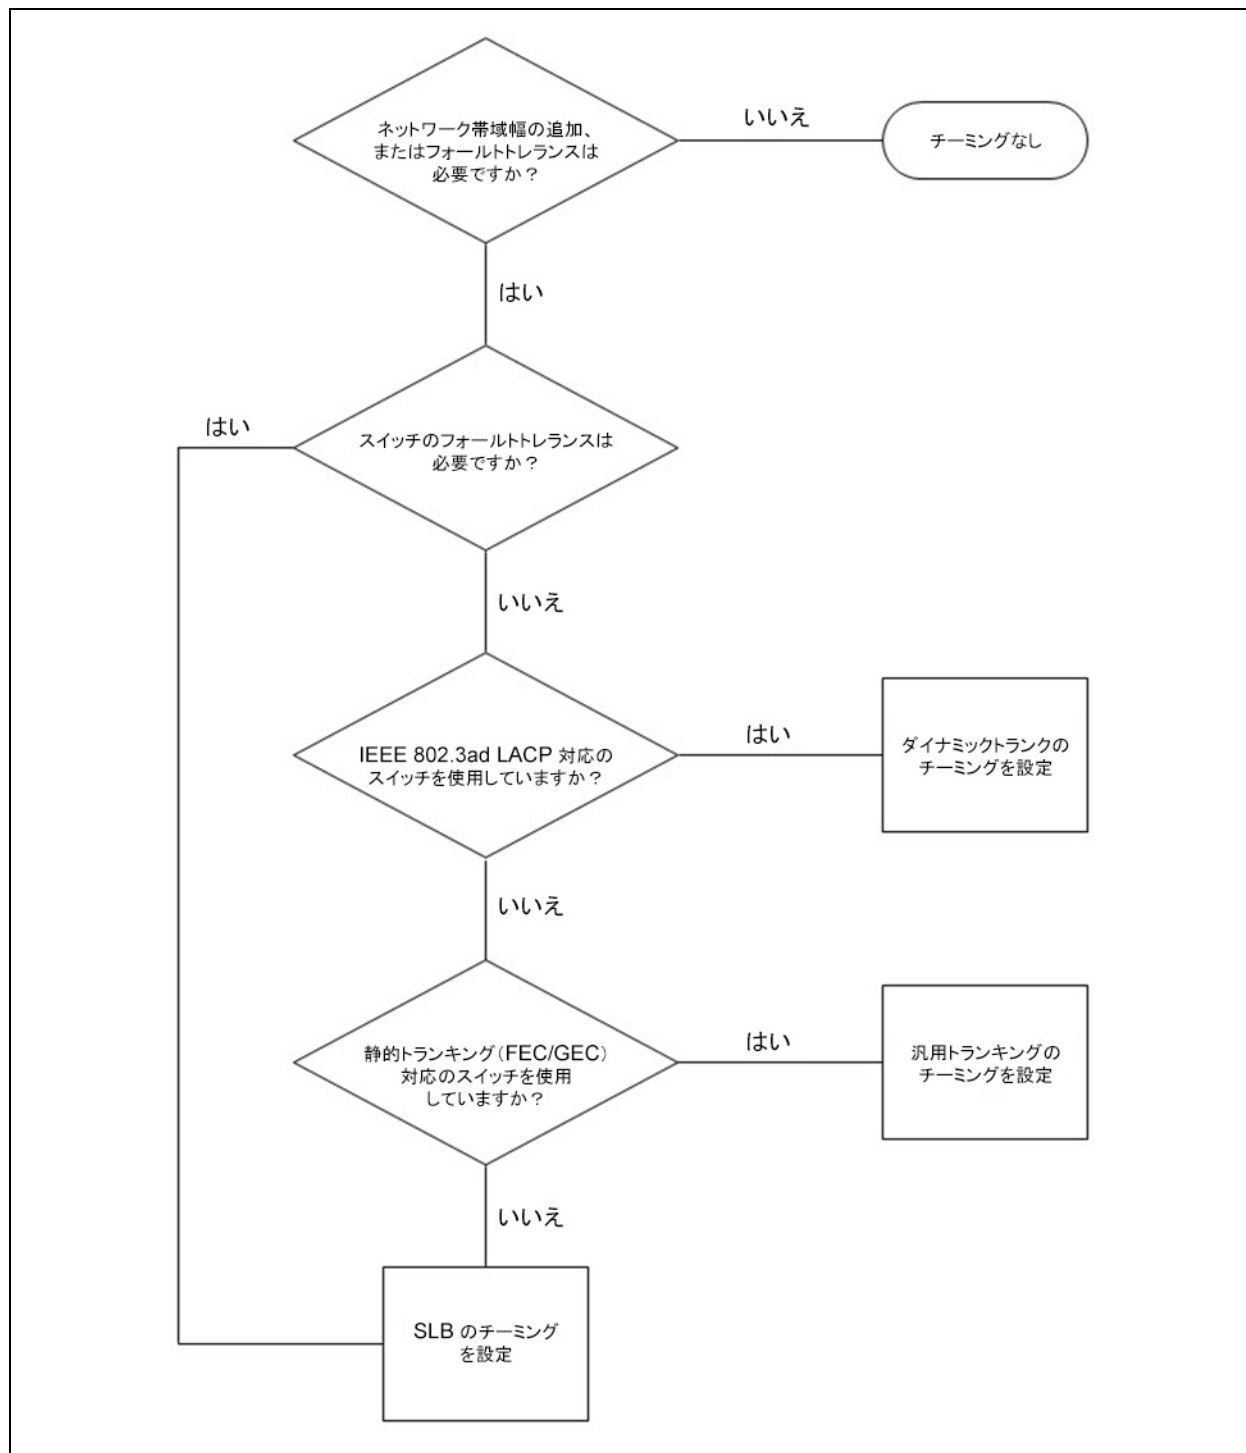 ネットワーク帯域幅の追加、
またはフォールトトレランスは
必要ですか？
いいえ
チーミングなし
はい
はい
スイッチのフォールトトレランスは
必要ですか？
いいえ
IEEE 802.3ad LACP 対応の
スイッチを使用していますか？
はい
ダイナミックトランクの
チーミングを設定
いいえ
静的トランキング（FEC/GEC）
対応のスイッチを使用
していますか？
はい
汎用トランキングの
チーミングを設定
いいえ
SLB のチーミング
を設定